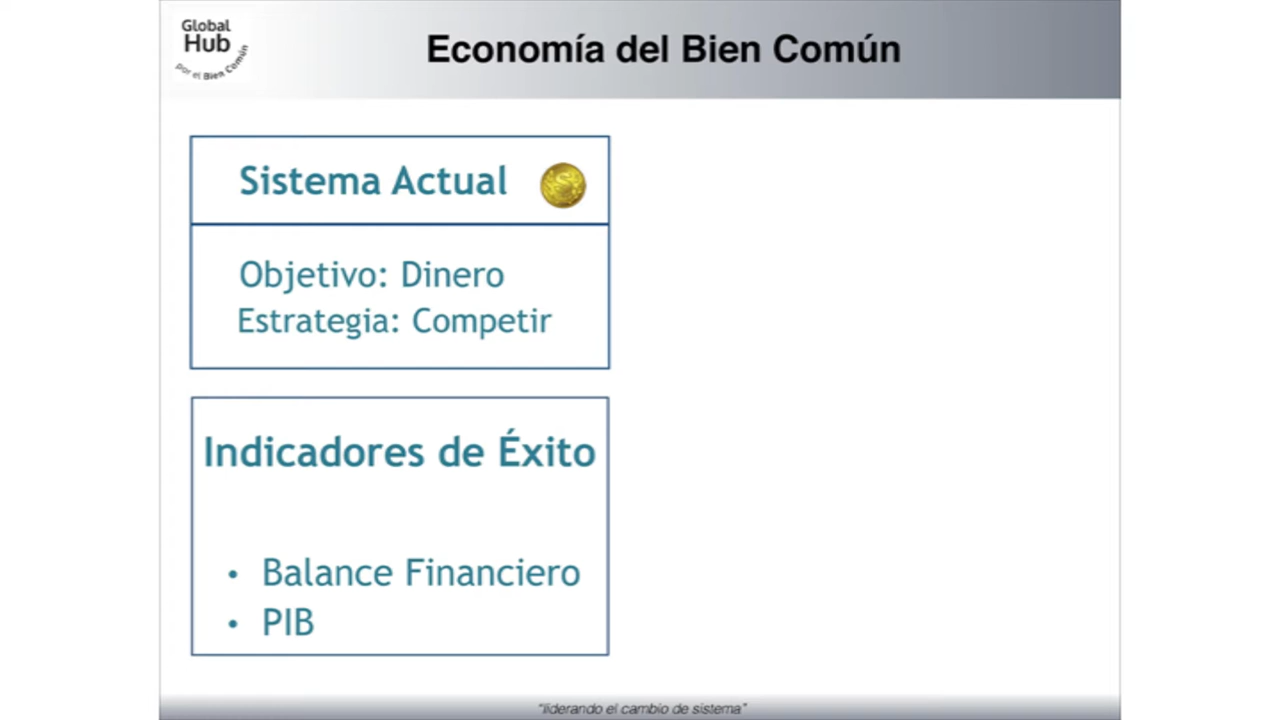 Global
Hub
por el Bien Común
Economía del Bien Común
Sistema Actual
Objetivo: Dinero
Estrategia: Competir
Indicadores de Éxito
• Balance Financiero
• PIB
"liderando el cambio de sistema"